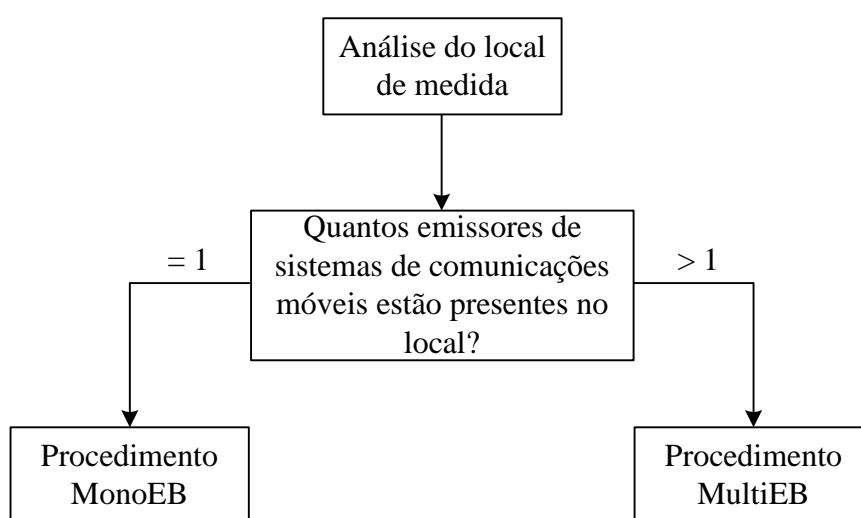 Análise do local
de medida
Quantos emissores de
sistemas de comunicações
móveis estão presentes no
local?
= 1
> 1
Procedimento
MonoEB
Procedimento
MultiEB